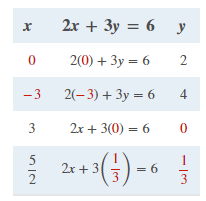 x 2x + 3y = 6 y
0 2(0) + 3y = 6 2
−3 2(−3) + 3y = 6 4
3 2x + 3(0) = 6 0
5/2 2x + 3(1/3) = 6 1/3